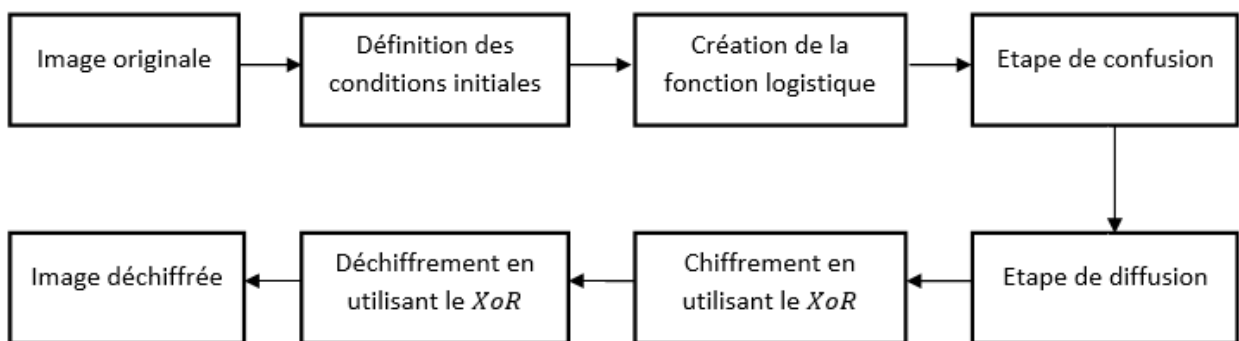 Image originale
Définition des
conditions initiales
Création de la
fonction logistique
Etape de confusion
Image déchiffrée
Déchiffrement en
utilisant le XoR
Chiffrement en
utilisant le XoR
Etape de diffusion